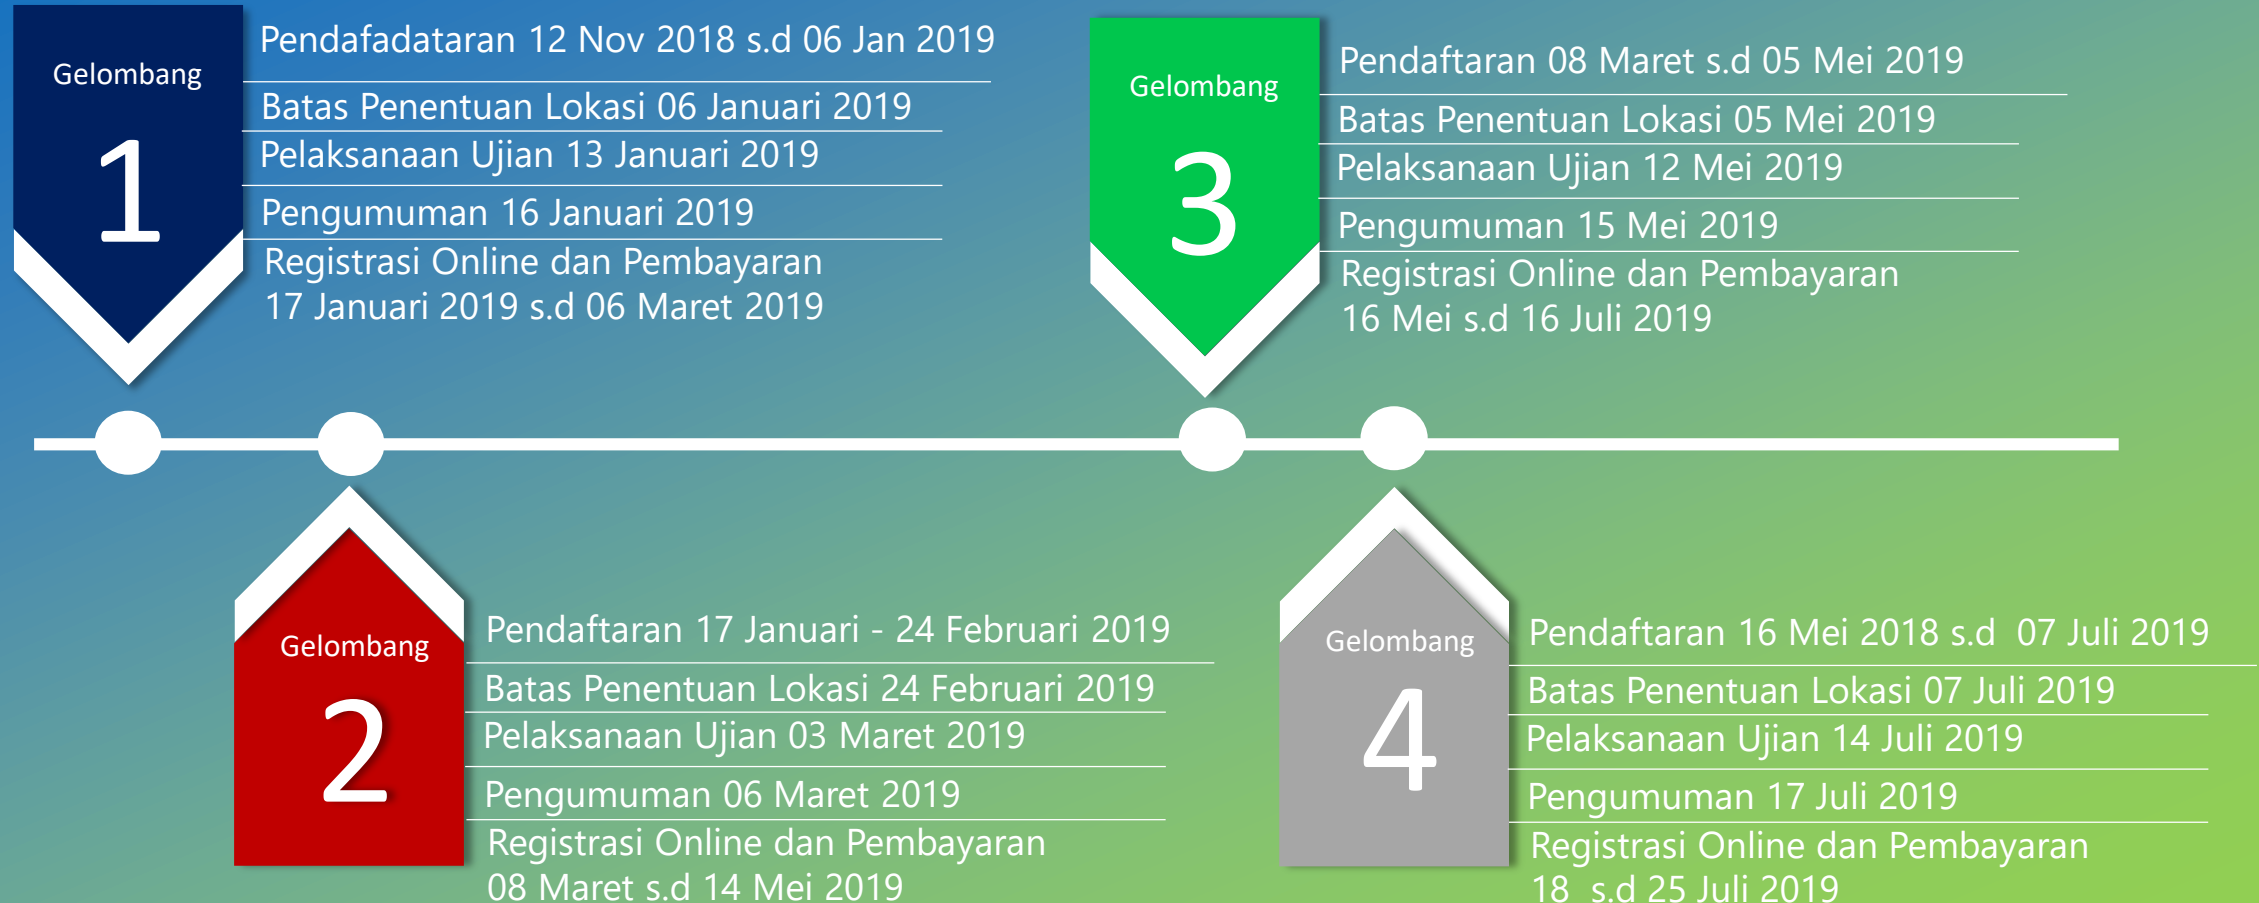 Gelombang
1
Pendafadataran 12 Nov 2018 s.d 06 Jan 2019
Batas Penentuan Lokasi 06 Januari 2019
Pelaksanaan Ujian 13 Januari 2019
Pengumuman 16 Januari 2019
Registrasi Online dan Pembayaran
17 Januari 2019 s.d 06 Maret 2019
Gelombang
2
Pendaftaran 17 Januari - 24 Februari 2019
Batas Penentuan Lokasi 24 Februari 2019
Pelaksanaan Ujian 03 Maret 2019
Pengumuman 06 Maret 2019
Registrasi Online dan Pembayaran
08 Maret s.d 14 Mei 2019
Gelombang
3
Pendaftaran 08 Maret s.d 05 Mei 2019
Batas Penentuan Lokasi 05 Mei 2019
Pelaksanaan Ujian 12 Mei 2019
Pengumuman 15 Mei 2019
Registrasi Online dan Pembayaran
16 Mei s.d 16 Juli 2019
Gelombang
4
Pendaftaran 16 Mei 2018 s.d  07 Juli 2019
Batas Penentuan Lokasi 07 Juli 2019
Pelaksanaan Ujian 14 Juli 2019
Pengumuman 17 Juli 2019
Registrasi Online dan Pembayaran
18  s.d 25 Juli 2019